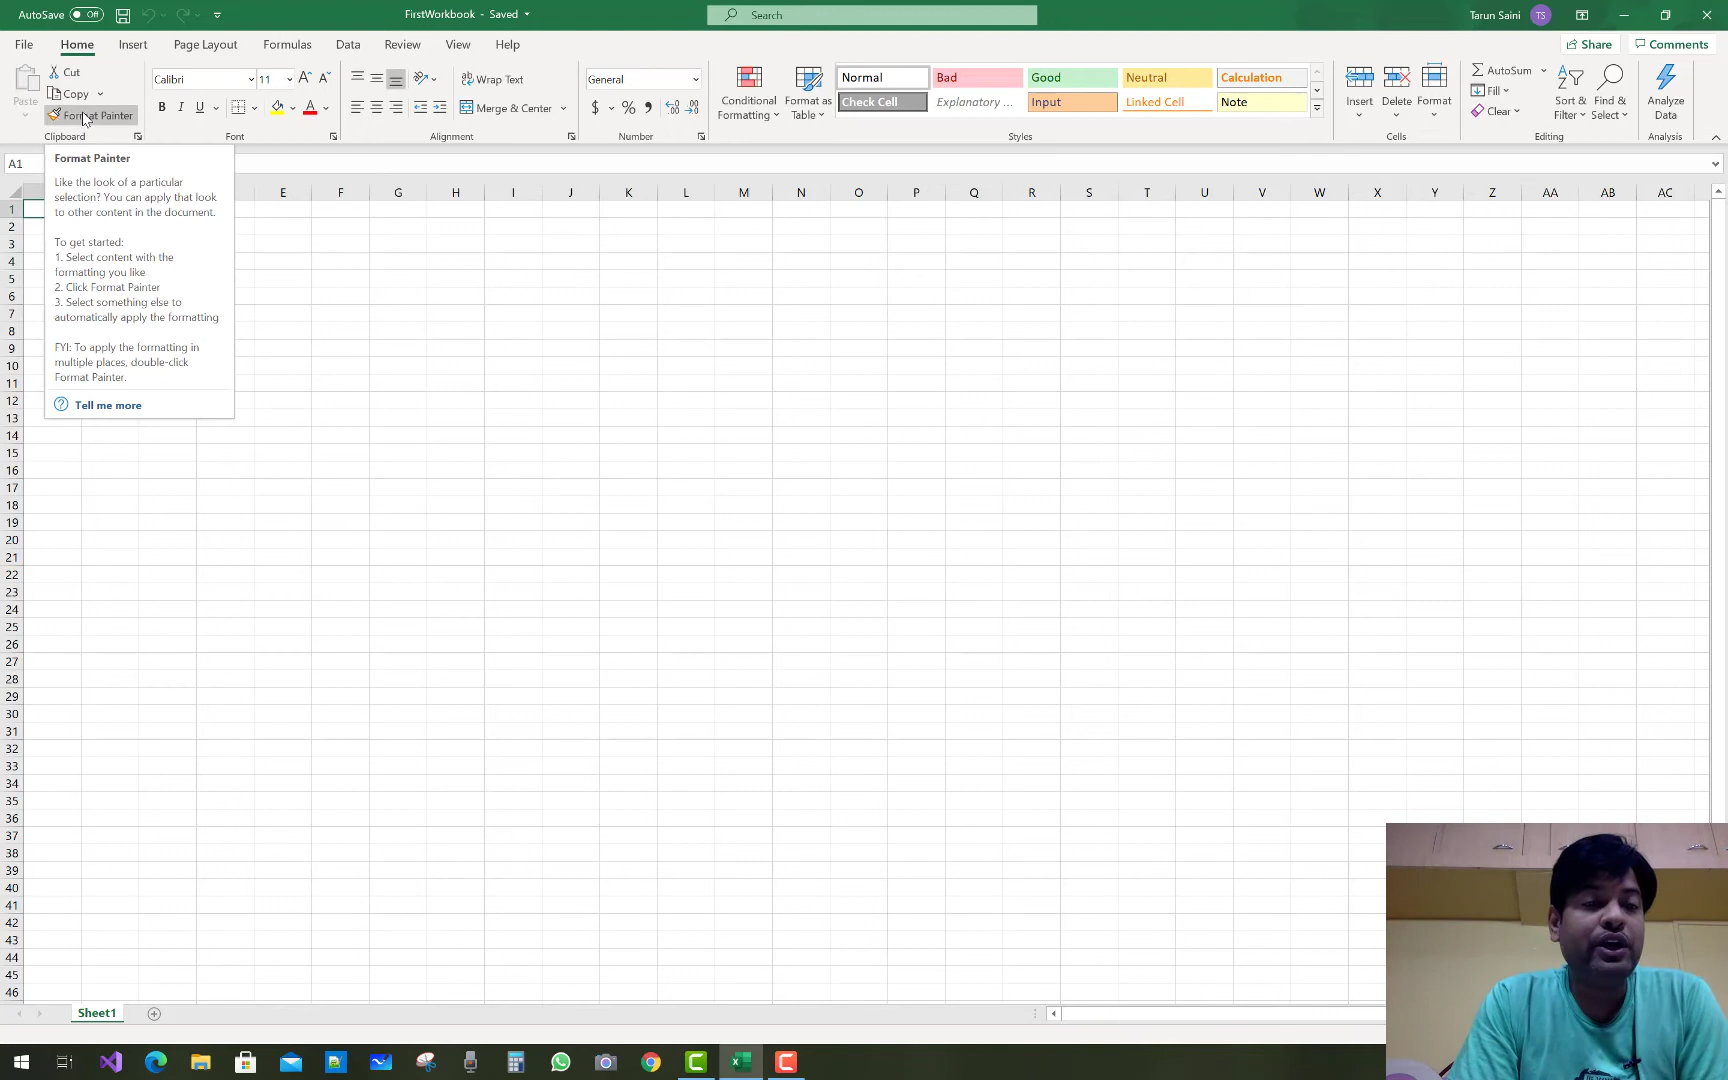 AutoSave Off
FirstWorkbook - Saved
Search
Tarun Saini TS
File Home Insert Page Layout Formulas Data Review View Help
Share Comments
Paste
Cut
Copy
Format Painter
Clipboard
Calibri 11
B I U A
Font
Wrap Text
Merge & Center
Alignment
General
$ % 9
Number
Conditional Formatting
Format as Table
Normal Bad Good Neutral Calculation
Check Cell Explanatory ... Input Linked Cell Note
Styles
Insert Delete Format
Cells
AutoSum
Fill
Clear
Sort & Filter
Find & Select
Editing
Analyze Data
Analysis
A1
E F G H I J K L M N O P Q R S T U V W X Y Z AA AB AC
Format Painter
Like the look of a particular
selection? You can apply that look
to other content in the document.
To get started:
1. Select content with the
formatting you like
2. Click Format Painter
3. Select something else to
automatically apply the formatting
FYI: To apply the formatting in
multiple places, double-click
Format Painter.
Tell me more
1
2
3
4
5
6
7
8
9
10
11
12
13
14
15
16
17
18
19
20
21
22
23
24
25
26
27
28
29
30
31
32
33
34
35
36
37
38
39
40
41
42
43
44
45
46
Sheet1